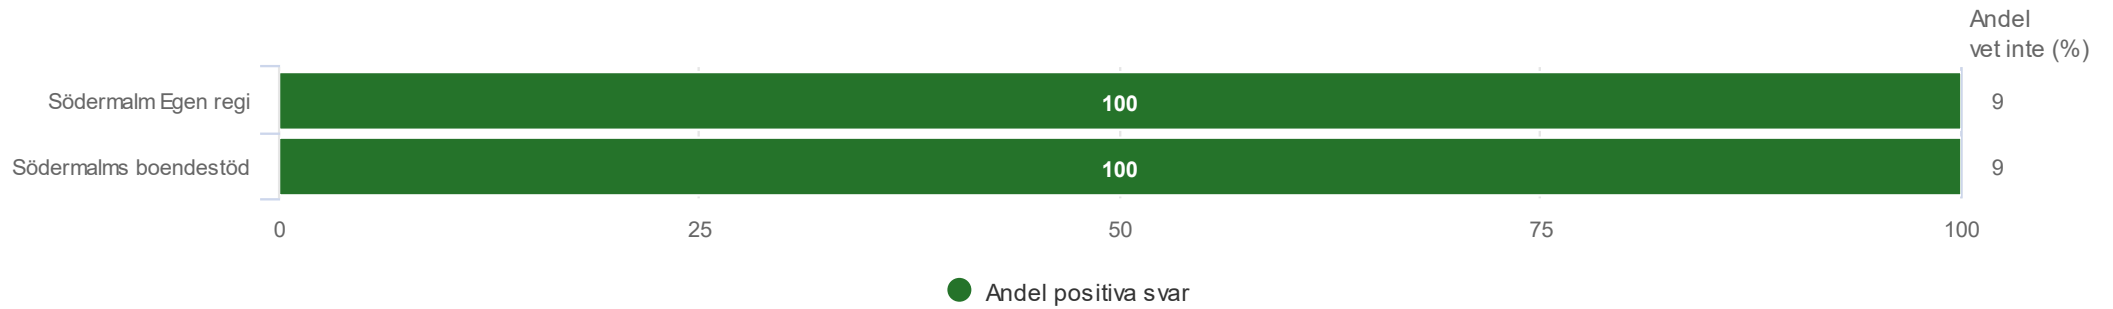 Andel
vet inte (%)
Södermalm Egen regi
100
9
Södermalms boendestöd
100
9
0 25 50 75 100
Andel positiva svar